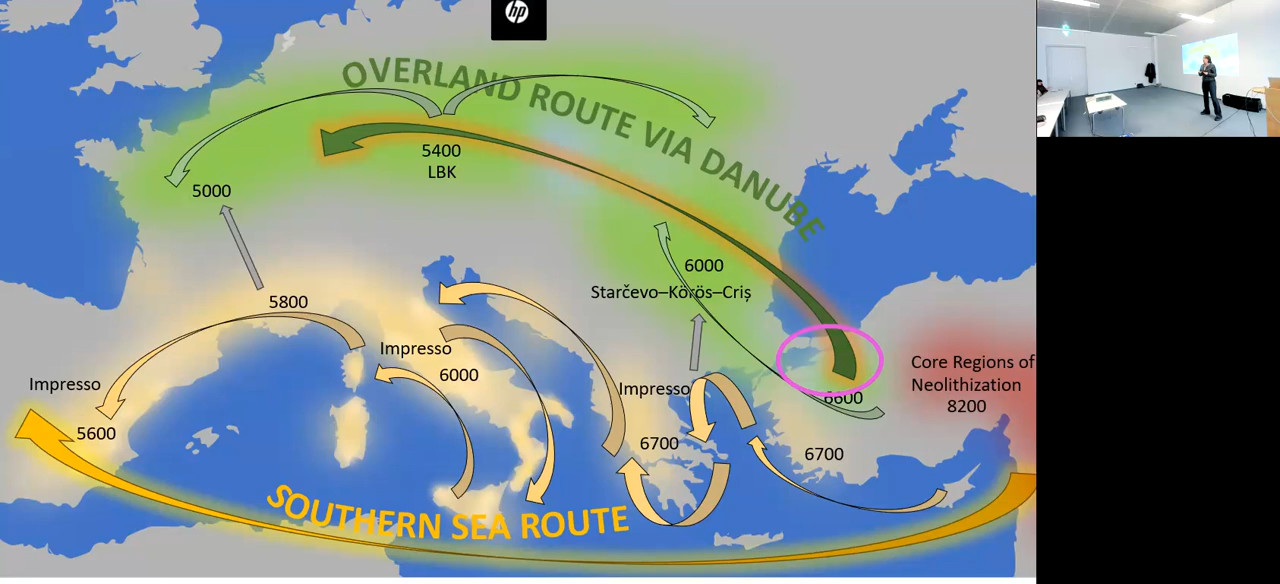 hp
OVERLAND ROUTE VIA DANUBE
5400
LBK
5000
6000
Starčevo–Körös–Criș
5800
Impresso
6000
Impresso
5600
Impresso
6700
6600
6700
Core Regions of
Neolithization
8200
SOUTHERN SEA ROUTE